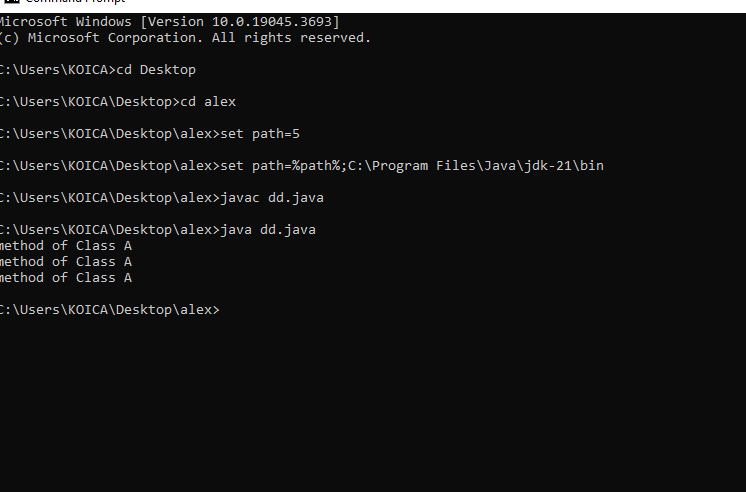 Command Prompt
Microsoft Windows [Version 10.0.19045.3693]
(c) Microsoft Corporation. All rights reserved.
C:\Users\KOICA>cd Desktop
C:\Users\KOICA\Desktop>cd alex
C:\Users\KOICA\Desktop\alex>set path=5
C:\Users\KOICA\Desktop\alex>set path=%path%;C:\Program Files\Java\jdk-21\bin
C:\Users\KOICA\Desktop\alex>javac dd.java
C:\Users\KOICA\Desktop\alex>java dd.java
method of Class A
method of Class A
method of Class A
C:\Users\KOICA\Desktop\alex>